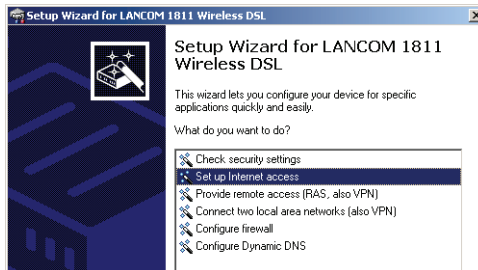 Setup Wizard for LANCOM 1811 Wireless DSL
Setup Wizard for LANCOM 1811
Wireless DSL
This wizard lets you configure your device for specific
applications quickly and easily.
What do you want to do?
Check security settings
Set up Internet access
Provide remote access (RAS, also VPN)
Connect two local area networks (also VPN)
Configure firewall
Configure Dynamic DNS